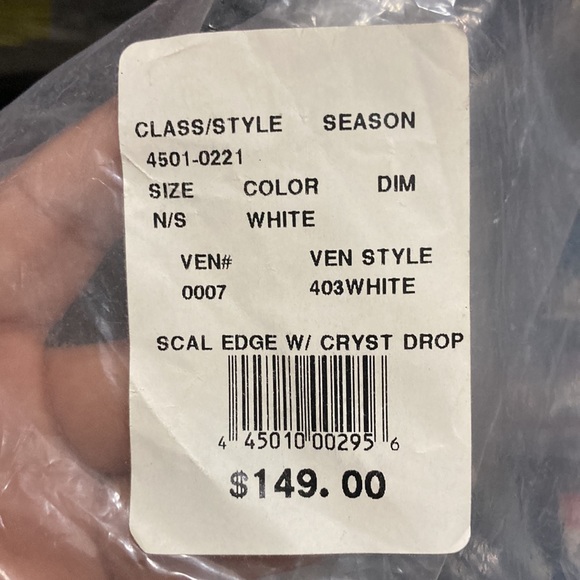 CLASS/STYLE SEASON
4501-0221
SIZE COLOR DIM
N/S WHITE
VEN# VEN STYLE
0007 403WHITE
SCAL EDGE W/ CRYST DROP
4 45010 00295 6
$149.00